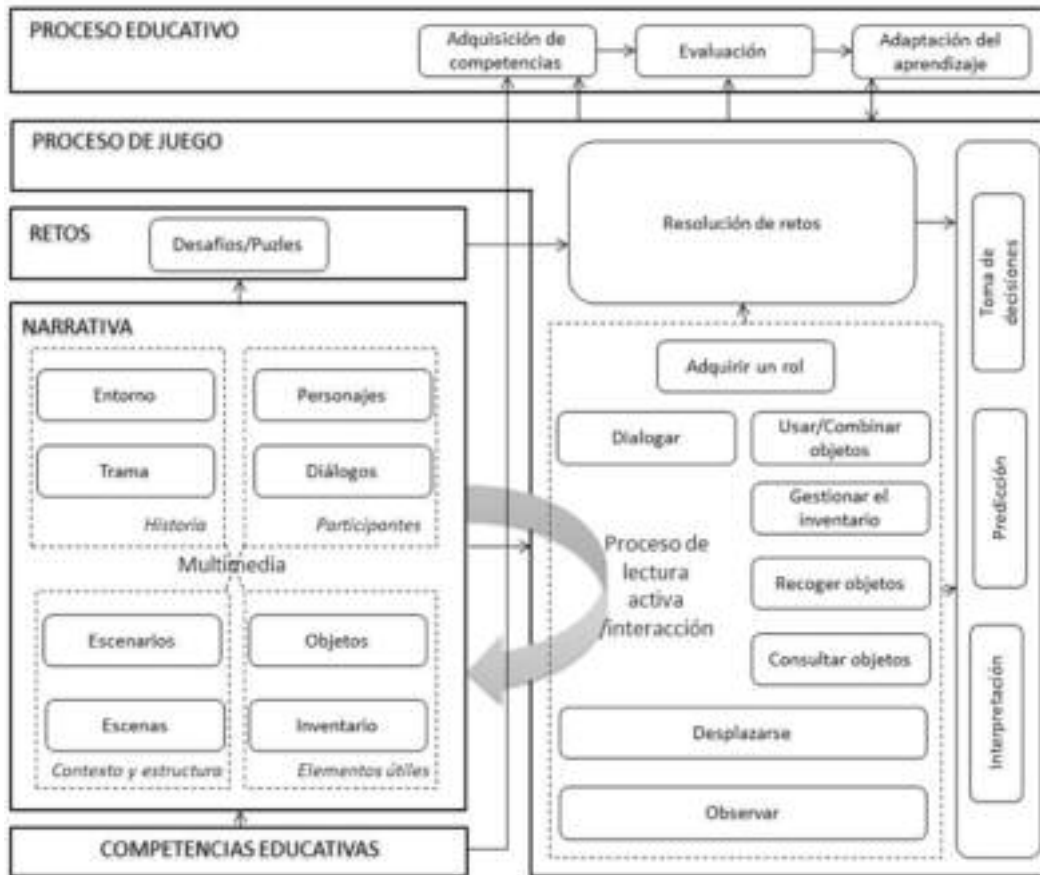 PROCESO EDUCATIVO
Adquisición de
competencias
Evaluación
Adaptación del
aprendizaje
PROCESO DE JUEGO
RETOS
Desafíos/Puzles
Resolución de retos
NARRATIVA
Entorno
Trama
Historia
Personajes
Diálogos
Participantes
Multimedia
Escenarios
Escenas
Contexto y estructura
Objetos
Inventario
Elementos útiles
COMPETENCIAS EDUCATIVAS
Adquirir un rol
Dialogar
Usar/Combinar
objetos
Gestionar el
inventario
Proceso de
lectura
activa
/interacción
Recoger objetos
Consultar objetos
Desplazarse
Observar
Toma de
decisiones
Predicción
Interpretación